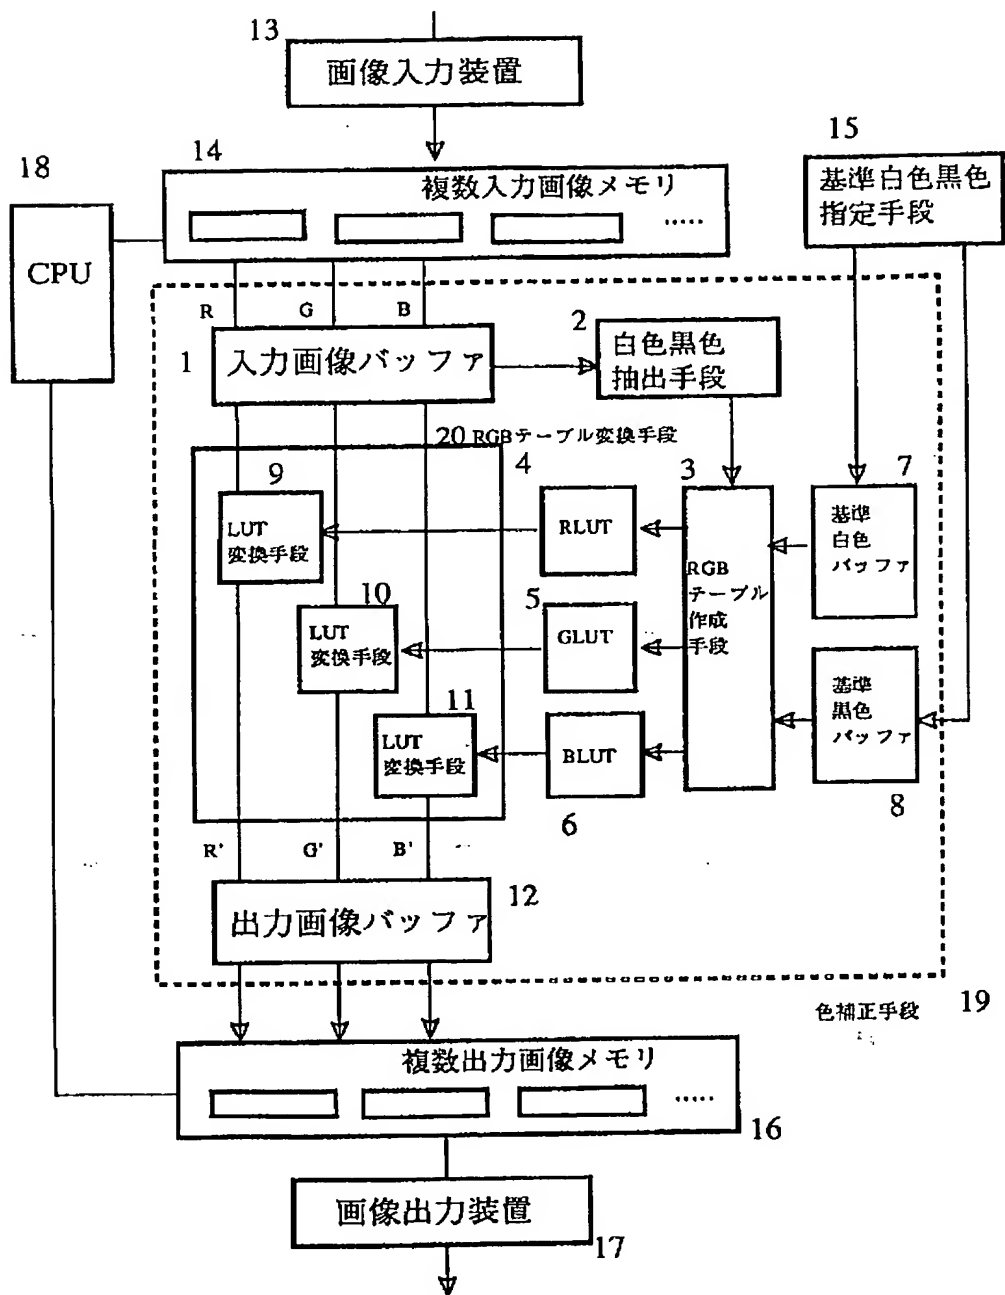 13
画像入力装置
18
14
15
複数入力画像メモリ
.....
基準白色黒色
指定手段
CPU
R
G
B
1
入力画像バッファ
2
白色黒色
抽出手段
20 RGBテーブル変換手段
9
LUT
変換手段
4
RLUT
3
RGB
テーブル
作成
手段
7
基準
白色
バッファ
10
LUT
変換手段
5
GLUT
11
LUT
変換手段
BLUT
6
基準
黒色
バッファ
8
R'
G'
B'
12
出力画像バッファ
色補正手段
19
複数出力画像メモリ
.....
16
画像出力装置
17